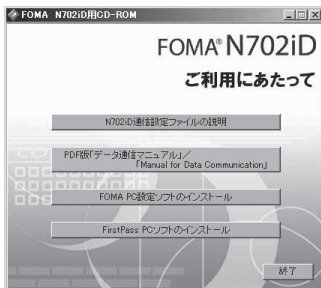 FOMA N702iD用CD-ROM
FOMA® N702iD
ご利用にあたって
N702iD通信設定ファイルの説明
PDF版「データ通信マニュアル」/
「Manual for Data Communication」
FOMA PC設定ソフトのインストール
FirstPass PCソフトのインストール
終了